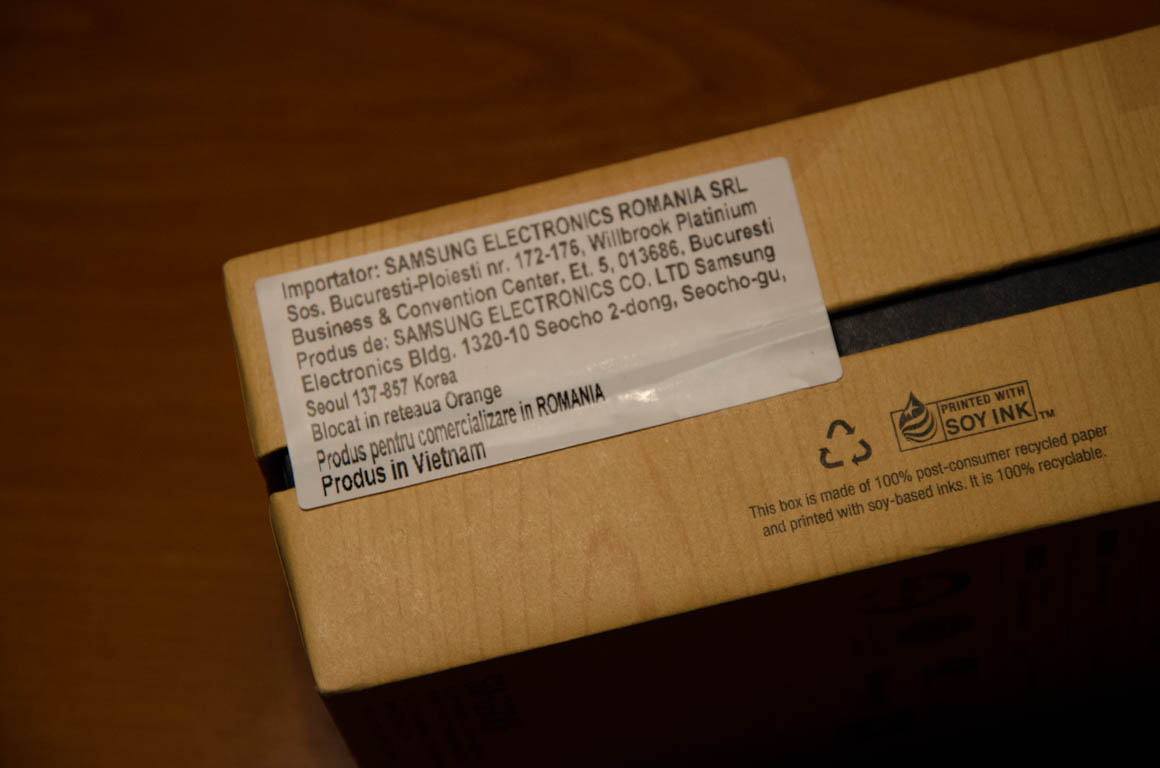 Importator: SAMSUNG ELECTRONICS ROMANIA SRL
Sos. Bucuresti-Ploiesti nr. 172-176, Willbrook Platinium
Business & Convention Center, Et. 5, 013686, Bucuresti
Produs de: SAMSUNG ELECTRONICS CO. LTD Samsung
Electronics Bldg. 1320-10 Seocho 2-dong, Seocho-gu,
Seoul 137-857 Korea
Blocat in reteaua Orange
Produs pentru comercializare in ROMANIA
Produs in Vietnam
PRINTED WITH
SOY INK™
This box is made of 100% post-consumer recycled paper
and printed with soy-based inks. It is 100% recyclable.